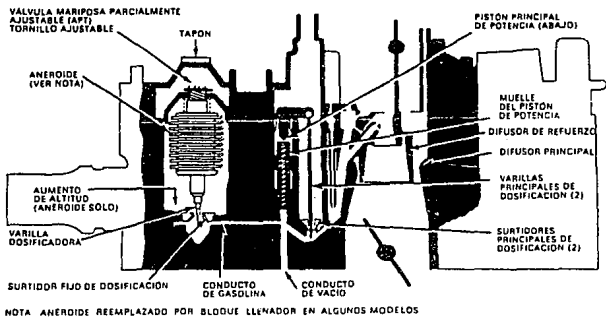 VALVULA MARIPOSA PARCIALMENTE
AJUSTABLE (APT)
TORNILLO AJUSTABLE
TAPON
ANEROIDE
(VER NOTA)
AUMENTO
DE ALTITUD
(ANEROIDE SOLO)
VARILLA
DOSIFICADORA
SURTIDOR FIJO DE DOSIFICACIÓN
CONDUCTO
DE GASOLINA
CONDUCTO
DE VACIO
PISTÓN PRINCIPAL
DE POTENCIA (ABAJO)
MUELLE
DEL PISTON
DE POTENCIA
DIFUSOR DE REFUERZO
DIFUSOR PRINCIPAL
VARILLAS
PRINCIPALES DE
DOSIFICACIÓN (2)
SURTIDORES
PRINCIPALES DE
DOSIFICACION (2)
NOTA ANEROIDE REEMPLAZADO POR BLOQUE LLENADOR EN ALGUNOS MODELOS